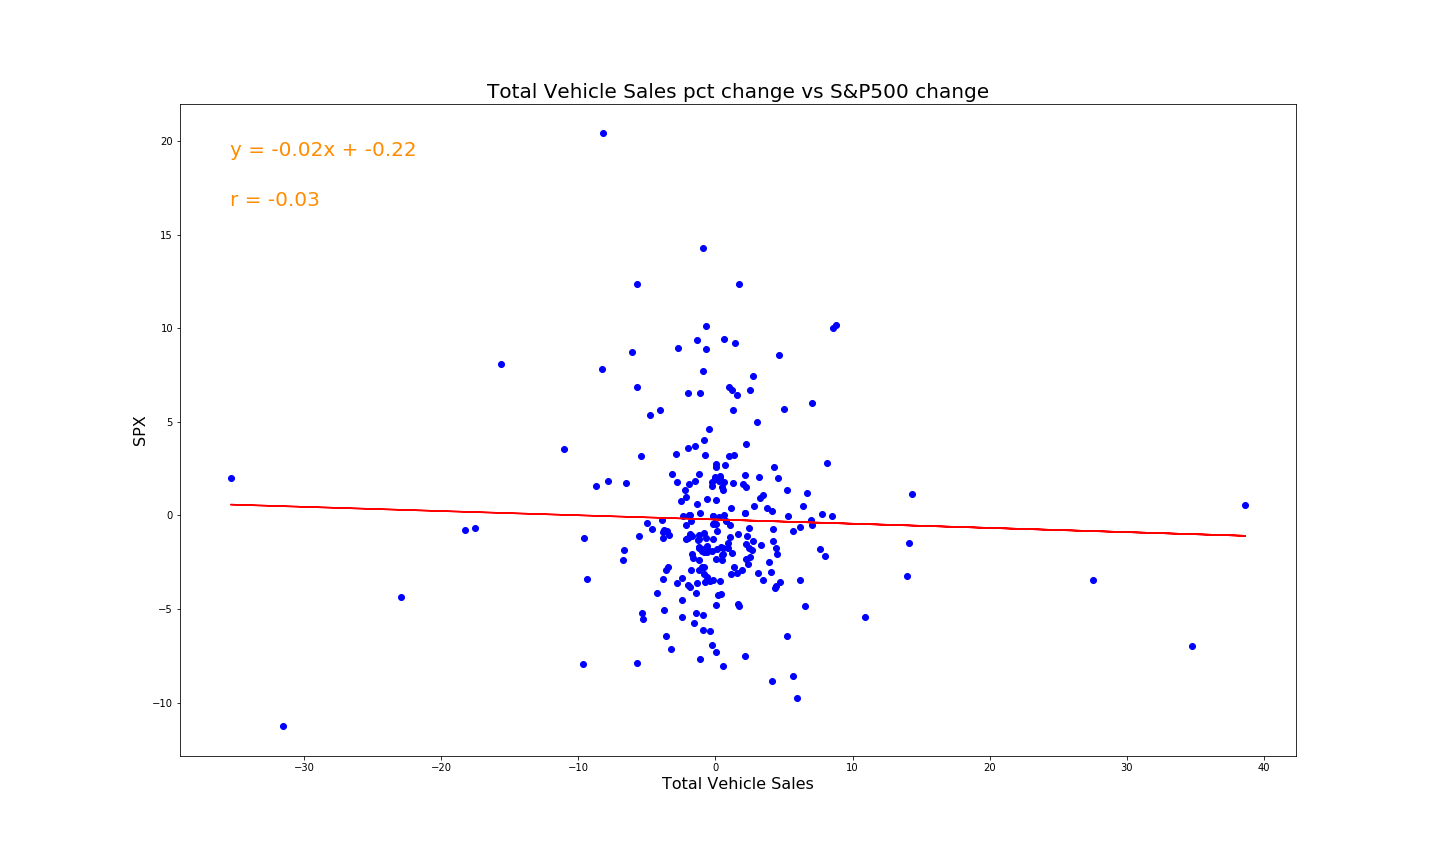 Total Vehicle Sales pct change vs S&P500 change
y = -0.02x + -0.22
r = -0.03
20
15
10
5
0
−5
−10
SPX
−30 −20 −10 0 10 20 30 40
Total Vehicle Sales